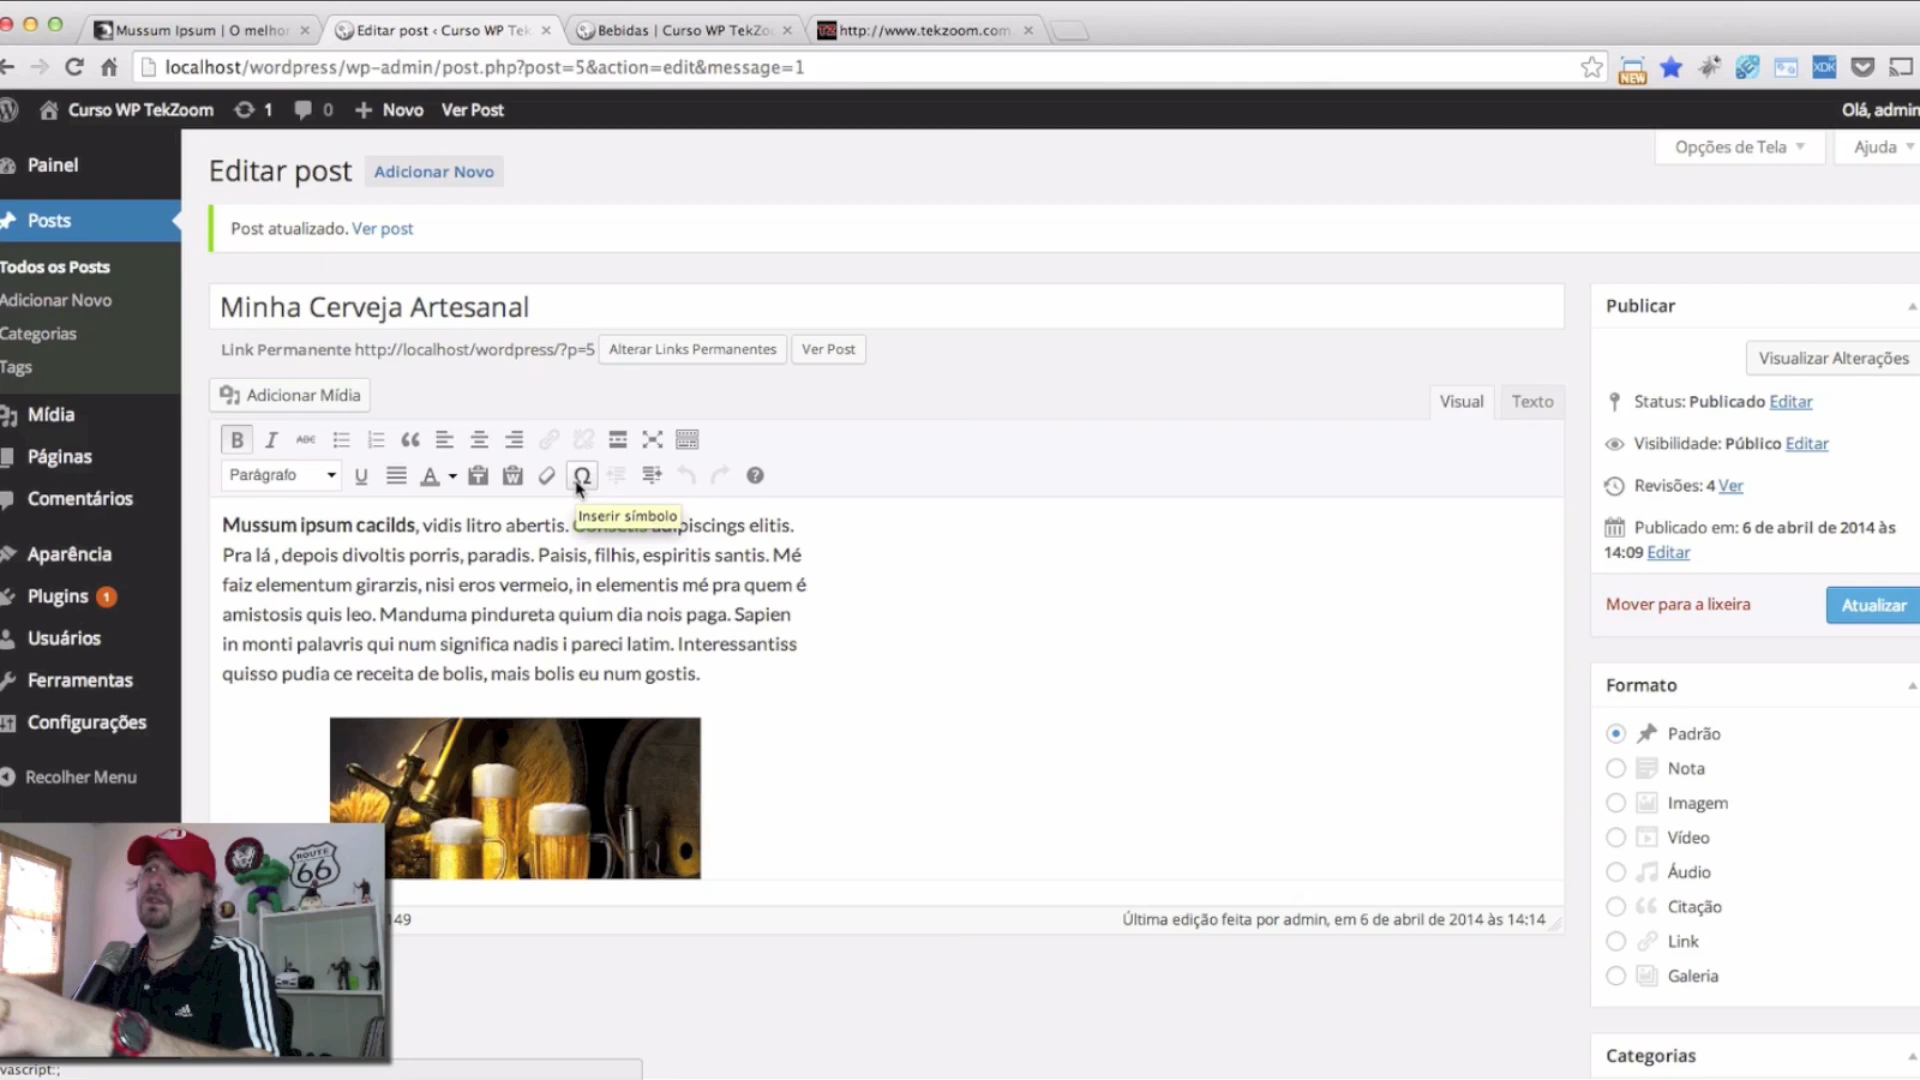 Mussum Ipsum | O melhor
Editar post ‹ Curso WP Tek
Bebidas | Curso WP TekZo
http://www.tekzoom.com
localhost/wordpress/wp-admin/post.php?post=5&action=edit&message=1
NEW
XDK
Curso WP TekZoom
1
0
Novo
Ver Post
Olá, admin
Painel
Posts
Todos os Posts
Adicionar Novo
Categorias
Tags
Mídia
Páginas
Comentários
Aparência
Plugins 1
Usuários
Ferramentas
Configurações
Recolher Menu
Opções de Tela
Ajuda
Editar post
Adicionar Novo
Post atualizado. Ver post
Minha Cerveja Artesanal
Link Permanente http://localhost/wordpress/?p=5
Alterar Links Permanentes
Ver Post
Adicionar Mídia
Visual
Texto
B I ABC
Parágrafo
U A
Inserir símbolo
Mussum ipsum cacilds, vidis litro abertis. Consetis adipiscings elitis.
Pra lá , depois divoltis porris, paradis. Paisis, filhis, espiritis santis. Mé
faiz elementum girarzis, nisi eros vermeio, in elementis mé pra quem é
amistosis quis leo. Manduma pindureta quium dia nois paga. Sapien
in monti palavris qui num significa nadis i pareci latim. Interessantiss
quisso pudia ce receita de bolis, mais bolis eu num gostis.
149
Última edição feita por admin, em 6 de abril de 2014 às 14:14
Publicar
Visualizar Alterações
Status: Publicado Editar
Visibilidade: Público Editar
Revisões: 4 Ver
Publicado em: 6 de abril de 2014 às
14:09 Editar
Mover para a lixeira
Atualizar
Formato
Padrão
Nota
Imagem
Vídeo
Áudio
Citação
Link
Galeria
Categorias
ROUTE
66
vascript:;